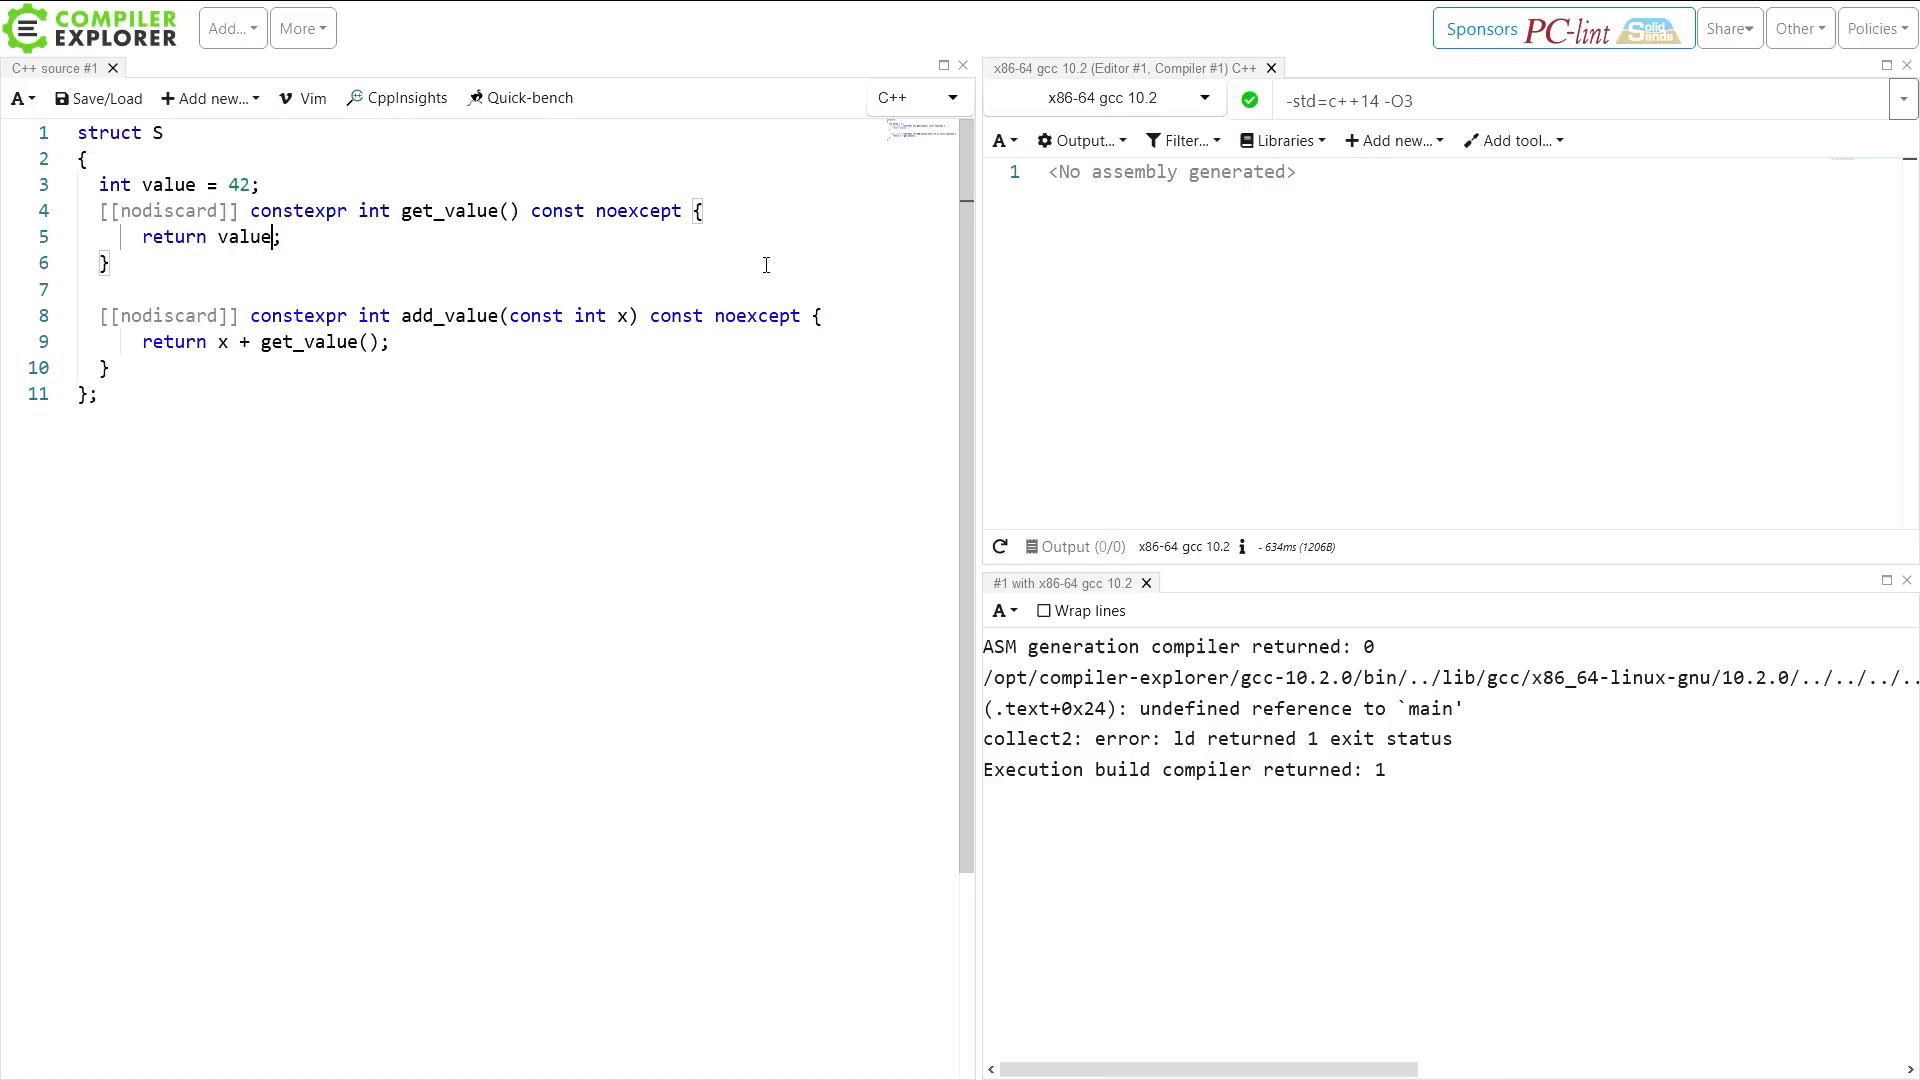 COMPILER
EXPLORER
Add...
More
Sponsors PC-lint Solid Sands
Share
Other
Policies
C++ source #1
A
Save/Load
Add new...
Vim
CppInsights
Quick-bench
C++
1 struct S
2 {
3 int value = 42;
4 [[nodiscard]] constexpr int get_value() const noexcept {
5 return value;
6 }
7
8 [[nodiscard]] constexpr int add_value(const int x) const noexcept {
9 return x + get_value();
10 }
11 };
x86-64 gcc 10.2 (Editor #1, Compiler #1) C++
x86-64 gcc 10.2
-std=c++14 -O3
A
Output...
Filter...
Libraries
Add new...
Add tool...
1 <No assembly generated>
Output (0/0) x86-64 gcc 10.2 i - 634ms (1206B)
#1 with x86-64 gcc 10.2
A
Wrap lines
ASM generation compiler returned: 0
/opt/compiler-explorer/gcc-10.2.0/bin/../lib/gcc/x86_64-linux-gnu/10.2.0/../../../..
(.text+0x24): undefined reference to `main'
collect2: error: ld returned 1 exit status
Execution build compiler returned: 1